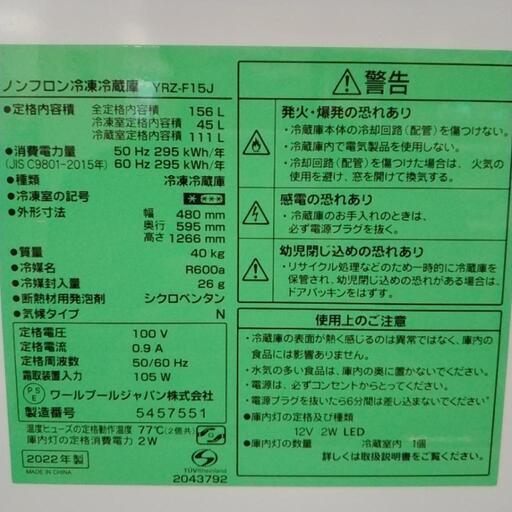 ノンフロン冷凍冷蔵庫 YRZ-F15J
●定格内容積 全定格内容積 156 L
冷凍室定格内容積 45 L
冷蔵室定格内容積 111 L
●消費電力量 50 Hz 295 kWh/年
(JIS C9801-2015年) 60 Hz 295 kWh/年
●種類 冷凍冷蔵庫
●冷凍室の記号
●外形寸法 幅 480 mm
奥行 595 mm
高さ 1266 mm
●質量 40 kg
●冷媒名 R600a
●冷媒封入量 26 g
●断熱材用発泡剤 シクロペンタン
●気候タイプ N
定格電圧 100 V
定格電流 0.9 A
定格周波数 50/60 Hz
霜取装置入力 105 W
PSE ワールプールジャパン株式会社
製造番号 5457551
温度ヒューズの定格動作温度 77℃(2個共)
庫内灯の定格消費電力 2W
2022年製
MADE IN CHINA
TÜVRheinland
2043792
警告
発火・爆発の恐れあり
・冷蔵庫本体の冷却回路(配管)を傷つけない。
・冷蔵庫内で電気製品を使用しない。
・冷却回路(配管)を傷つけた場合は、火気の
使用を避け、窓を開けて換気する。
感電の恐れあり
・冷蔵庫のお手入れのときは、
必ず電源プラグを抜く。
幼児閉じ込めの恐れあり
・リサイクル処理などのため一時的に冷蔵庫を
保管され、幼児閉じ込めの恐れがある場合は、
ドアパッキンをはずす。
使用上のご注意
・冷蔵庫の表面が熱く感じるのは異常ではなく、庫内の
食品には影響ありません。
・水気の多い食品は、庫内の奥に置かないでください。
・電源は、必ずコンセントからとってください。
・電源プラグを抜いたら6分間は差し込まないでください
●庫内灯の定格及び種類
12V 2W LED
●庫内灯の数量 冷蔵室内 1個
詳しくは取扱説明書をご覧ください。